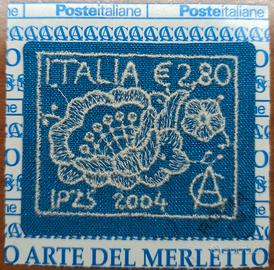 Posteitaliane Posteitaliane
ITALIA € 2.80
IPZS 2004
O ARTE DEL MERLETTO